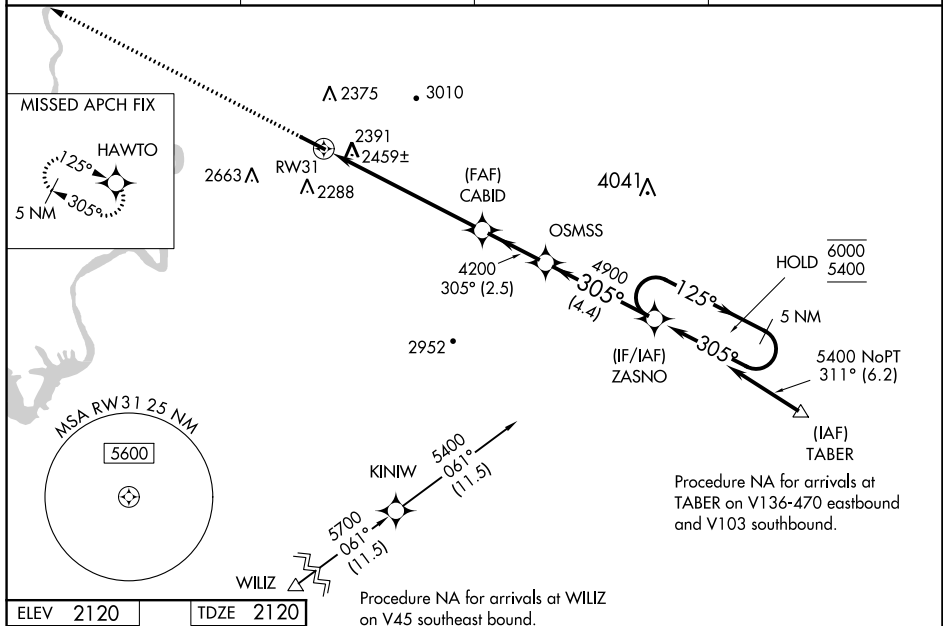 2375
3010
MISSED APCH FIX
HAWTO
125°
305°
5 NM
2391
2459±
RW31
2663
2288
(FAF)
CABID
4041
OSMSS
4200
305° (2.5)
4900
305°
(4.4)
HOLD
6000
5400
125°
5 NM
305°
(IF/IAF)
ZASNO
5400 NoPT
311° (6.2)
2952
(IAF)
TABER
MSA RW31 25 NM
5600
5400
061°
(11.5)
KINIW
5700
061°
(11.5)
WILIZ
Procedure NA for arrivals at
TABER on V136-470 eastbound
and V103 southbound.
Procedure NA for arrivals at WILIZ
on V45 southeast bound.
ELEV 2120
TDZE 2120